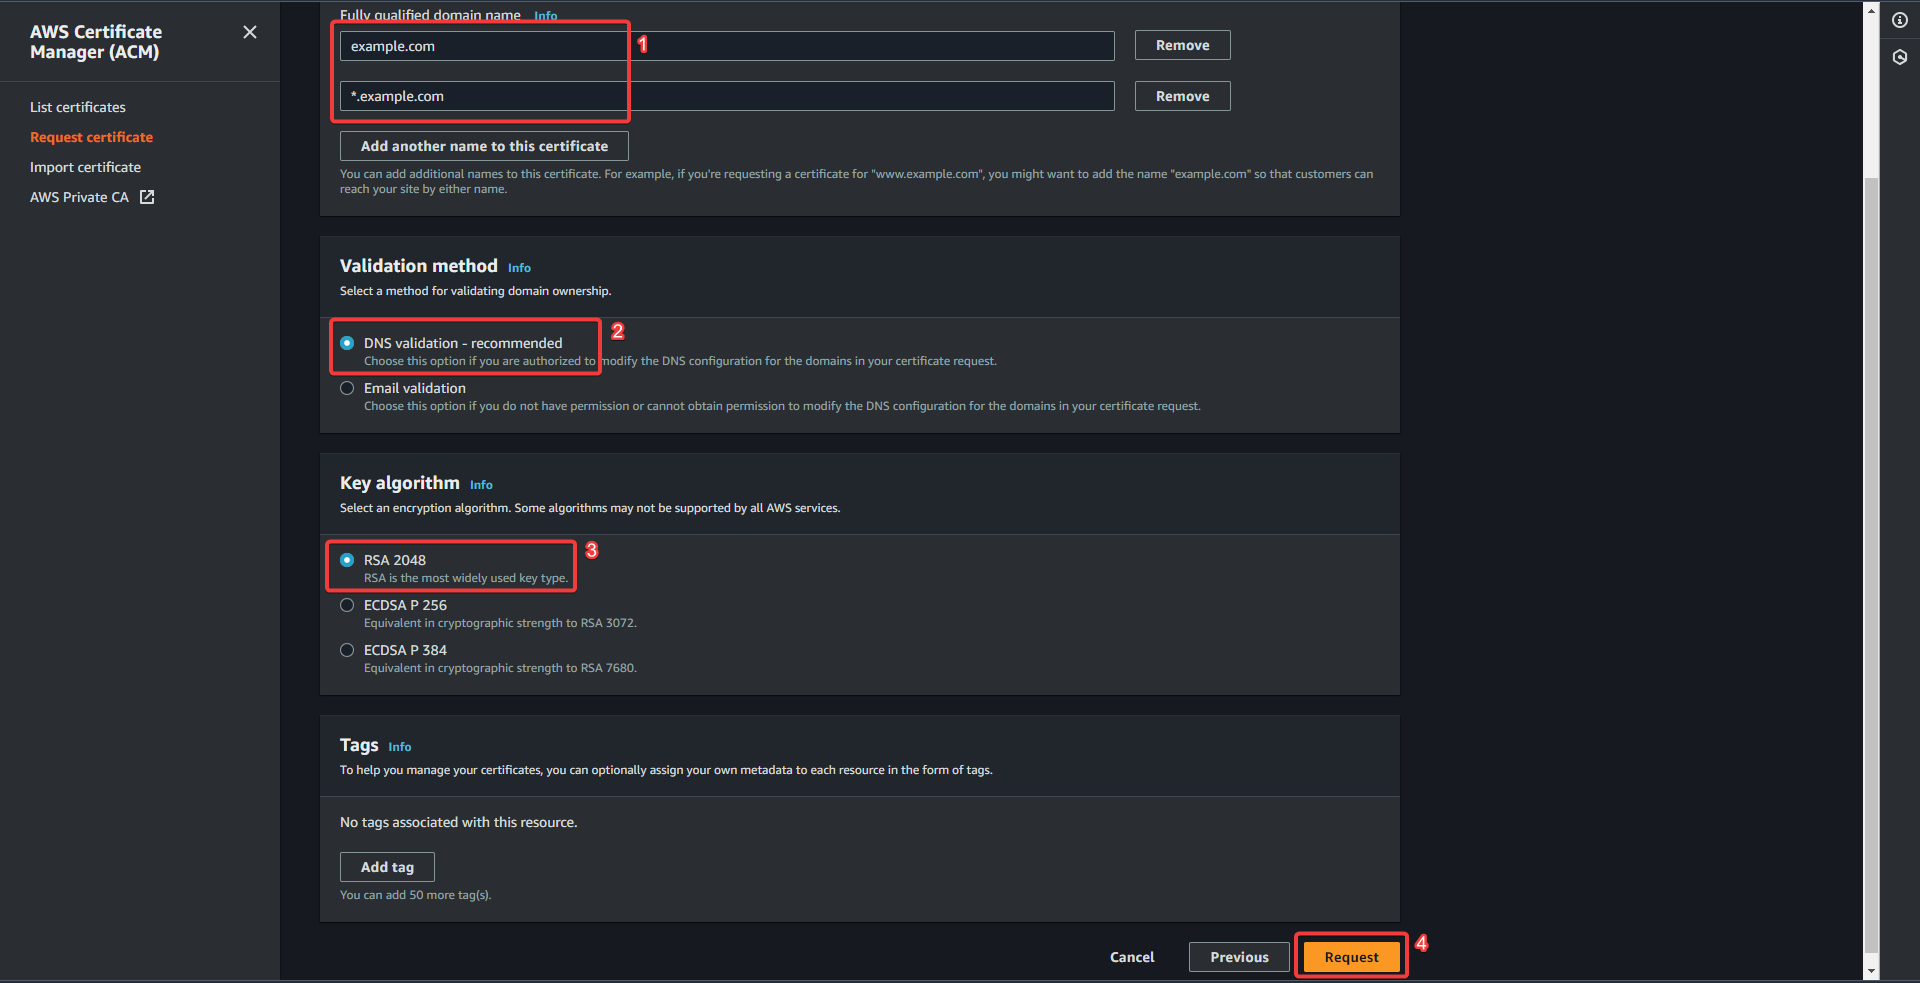 AWS Certificate
Manager (ACM)
List certificates
Request certificate
Import certificate
AWS Private CA
Fully qualified domain name Info
example.com
1
Remove
*.example.com
Remove
Add another name to this certificate
You can add additional names to this certificate. For example, if you're requesting a certificate for "www.example.com", you might want to add the name "example.com" so that customers can
reach your site by either name.
Validation method Info
Select a method for validating domain ownership.
2
DNS validation - recommended
Choose this option if you are authorized to modify the DNS configuration for the domains in your certificate request.
Email validation
Choose this option if you do not have permission or cannot obtain permission to modify the DNS configuration for the domains in your certificate request.
Key algorithm Info
Select an encryption algorithm. Some algorithms may not be supported by all AWS services.
3
RSA 2048
RSA is the most widely used key type.
ECDSA P 256
Equivalent in cryptographic strength to RSA 3072.
ECDSA P 384
Equivalent in cryptographic strength to RSA 7680.
Tags Info
To help you manage your certificates, you can optionally assign your own metadata to each resource in the form of tags.
No tags associated with this resource.
Add tag
You can add 50 more tag(s).
Cancel
Previous
Request
4